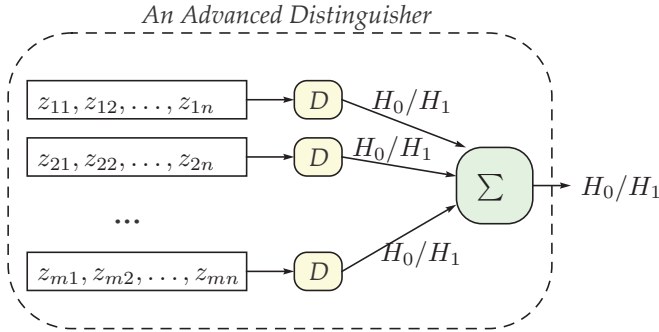 An Advanced Distinguisher
z₁₁, z₁₂, . . . , z₁ₙ
D
H₀/H₁
z₂₁, z₂₂, . . . , z₂ₙ
D
H₀/H₁
∑
H₀/H₁
...
zₘ₁, zₘ₂, . . . , zₘₙ
D
H₀/H₁